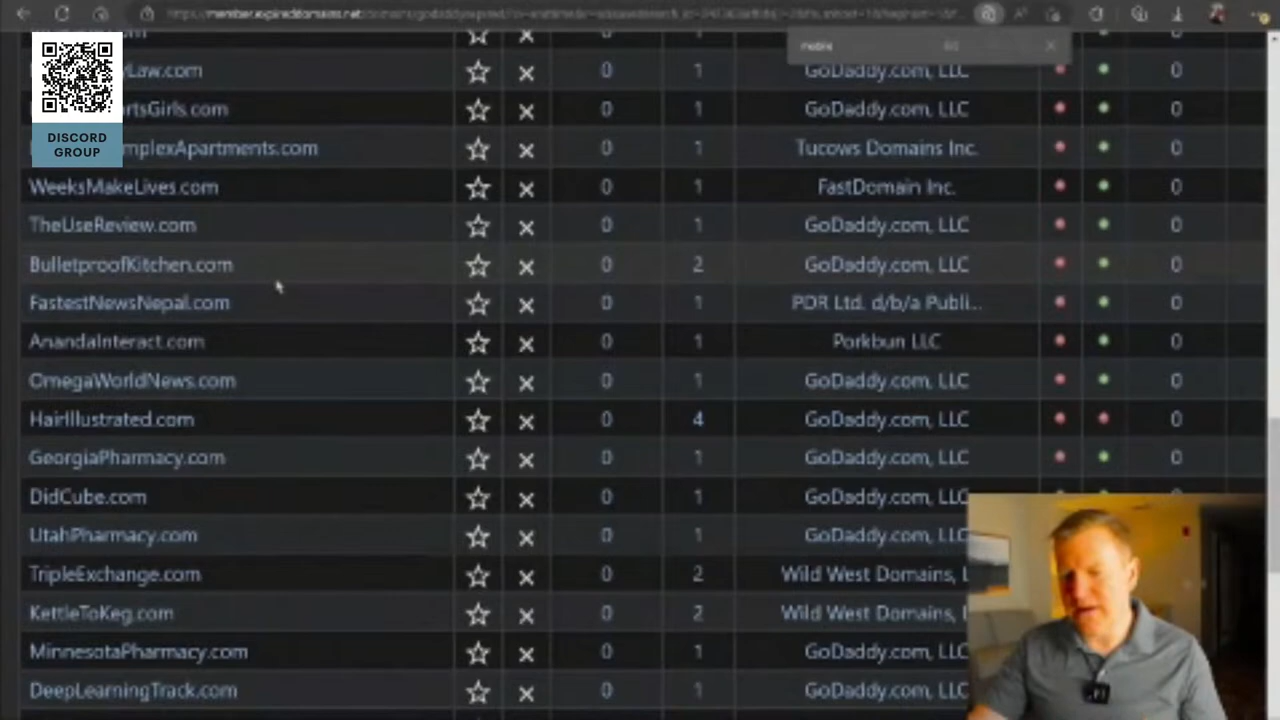 member.expireddomains.net
yLaw.com 0 1 GoDaddy.com, LLC 0
rtsGirls.com 0 1 GoDaddy.com, LLC 0
DISCORD
GROUP
mplexApartments.com 0 1 Tucows Domains Inc. 0
WeeksMakeLives.com 0 1 FastDomain Inc. 0
TheUseReview.com 0 1 GoDaddy.com, LLC 0
BulletproofKitchen.com 0 2 GoDaddy.com, LLC 0
FastestNewsNepal.com 0 1 PDR Ltd. d/b/a Publi... 0
AnandaInteract.com 0 1 Porkbun LLC 0
OmegaWorldNews.com 0 1 GoDaddy.com, LLC 0
HairIllustrated.com 0 4 GoDaddy.com, LLC 0
GeorgiaPharmacy.com 0 1 GoDaddy.com, LLC 0
DidCube.com 0 1 GoDaddy.com, LLC
UtahPharmacy.com 0 1 GoDaddy.com, LLC
TripleExchange.com 0 2 Wild West Domains, L
KettleToKeg.com 0 2 Wild West Domains,
MinnesotaPharmacy.com 0 1 GoDaddy.com, LLC
DeepLearningTrack.com 0 1 GoDaddy.com, LLC